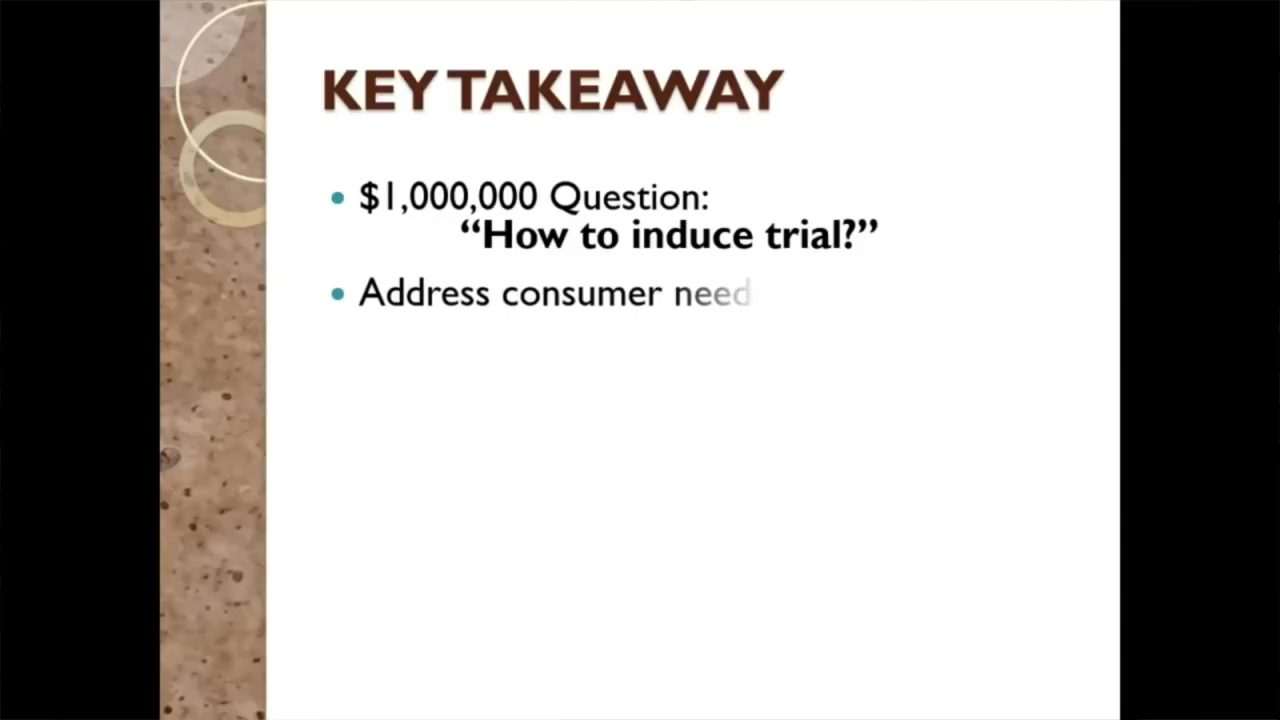 KEY TAKEAWAY
• $1,000,000 Question:
“How to induce trial?”
• Address consumer need